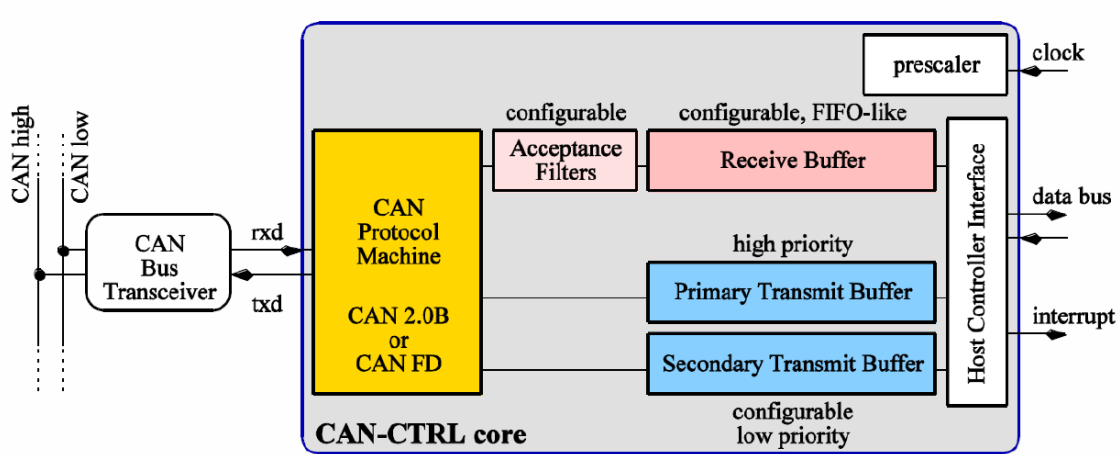 prescaler
clock
configurable
configurable, FIFO-like
CAN high
CAN low
Acceptance
Filters
Receive Buffer
CAN
Protocol
Machine
CAN 2.0B
or
CAN FD
rxd
CAN
Bus
Transceiver
txd
high priority
Primary Transmit Buffer
Secondary Transmit Buffer
configurable
low priority
Host Controller Interface
data bus
interrupt
CAN-CTRL core